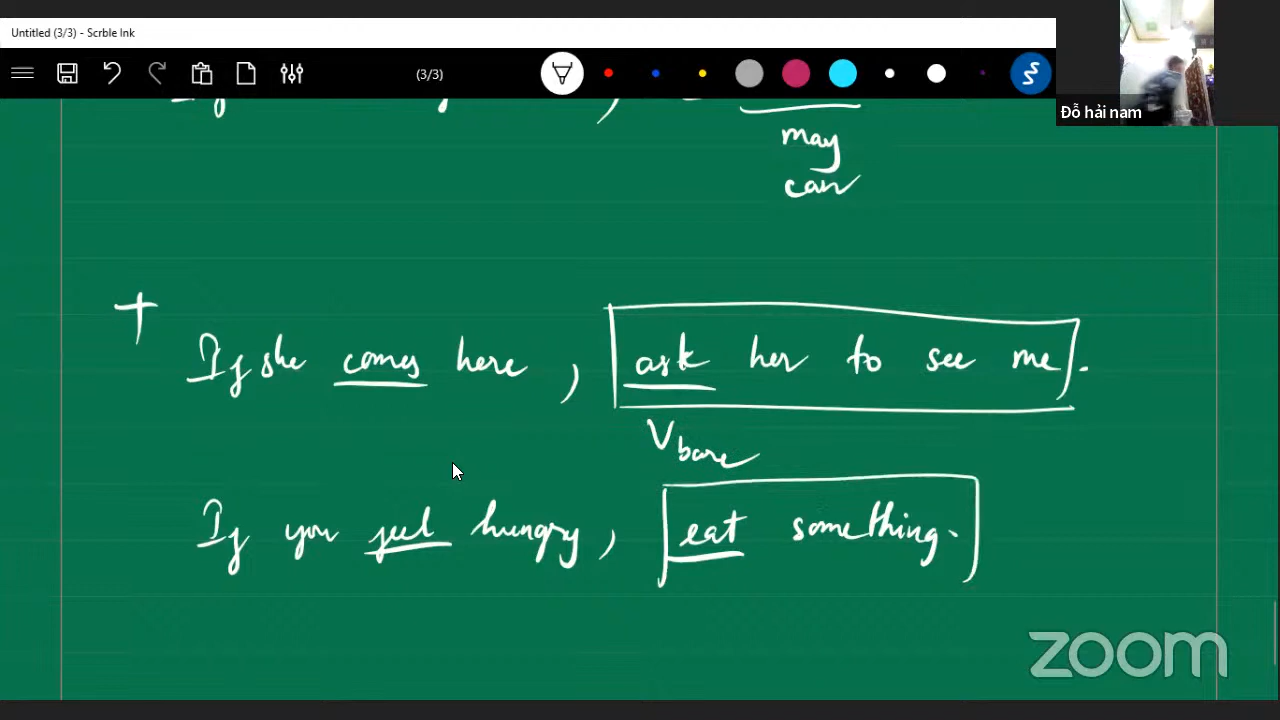 Untitled (3/3) - Scrble Ink
(3/3)
Đỗ hải nam
may
can
+ If she comes here, ask her to see me.
Vbare
If you feel hungry, eat something.
zoom